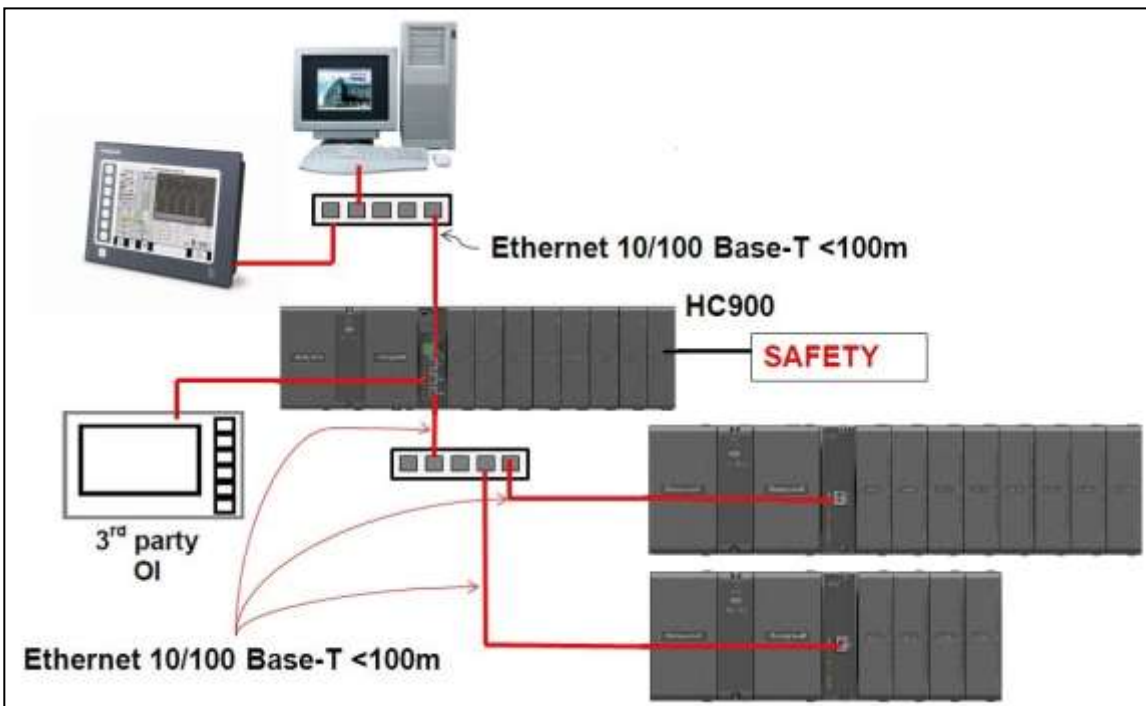 Ethernet 10/100 Base-T <100m
HC900
SAFETY
3rd party
OI
Ethernet 10/100 Base-T <100m